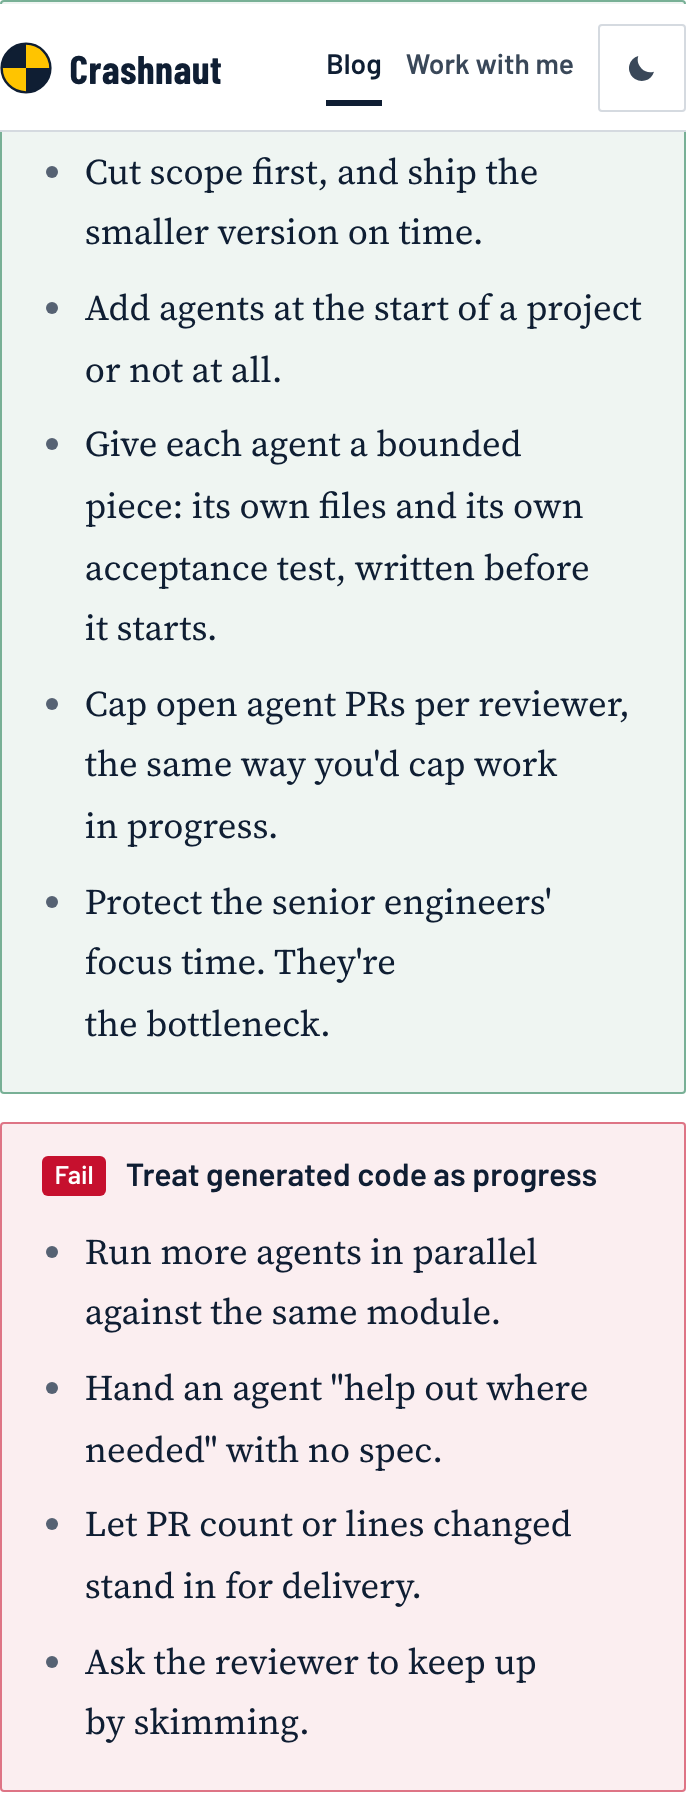 Crashnaut
Blog
Work with me
Cut scope first, and ship the
smaller version on time.
Add agents at the start of a project
or not at all.
Give each agent a bounded
piece: its own files and its own
acceptance test, written before
it starts.
Cap open agent PRs per reviewer,
the same way you'd cap work
in progress.
Protect the senior engineers'
focus time. They're
the bottleneck.
Fail
Treat generated code as progress
Run more agents in parallel
against the same module.
Hand an agent "help out where
needed" with no spec.
Let PR count or lines changed
stand in for delivery.
Ask the reviewer to keep up
by skimming.